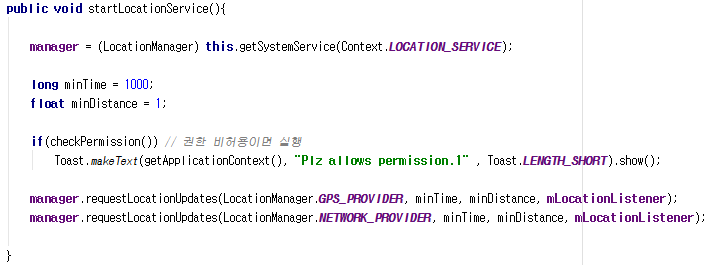 public void startLocationService(){
manager = (LocationManager) this.getSystemService(Context.LOCATION_SERVICE);
long minTime = 1000;
float minDistance = 1;
if(checkPermission()) // 권한 비허용이면 실행
Toast.makeText(getApplicationContext(), "Plz allows permission.1" , Toast.LENGTH_SHORT).show();
manager.requestLocationUpdates(LocationManager.GPS_PROVIDER, minTime, minDistance, mLocationListener);
manager.requestLocationUpdates(LocationManager.NETWORK_PROVIDER, minTime, minDistance, mLocationListener);
}